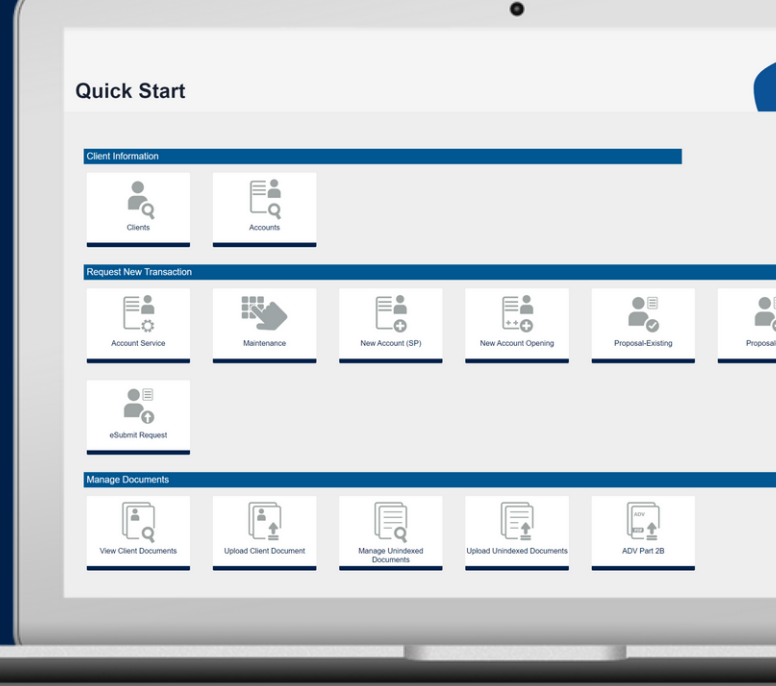 Quick Start
Client Information
Clients
Accounts
Request New Transaction
Account Service
Maintenance
New Account (SP)
New Account Opening
Proposal-Existing
Proposal
eSubmit Request
Manage Documents
View Client Documents
Upload Client Document
Manage Unindexed
Documents
Upload Unindexed Documents
ADV
ADV Part 2B